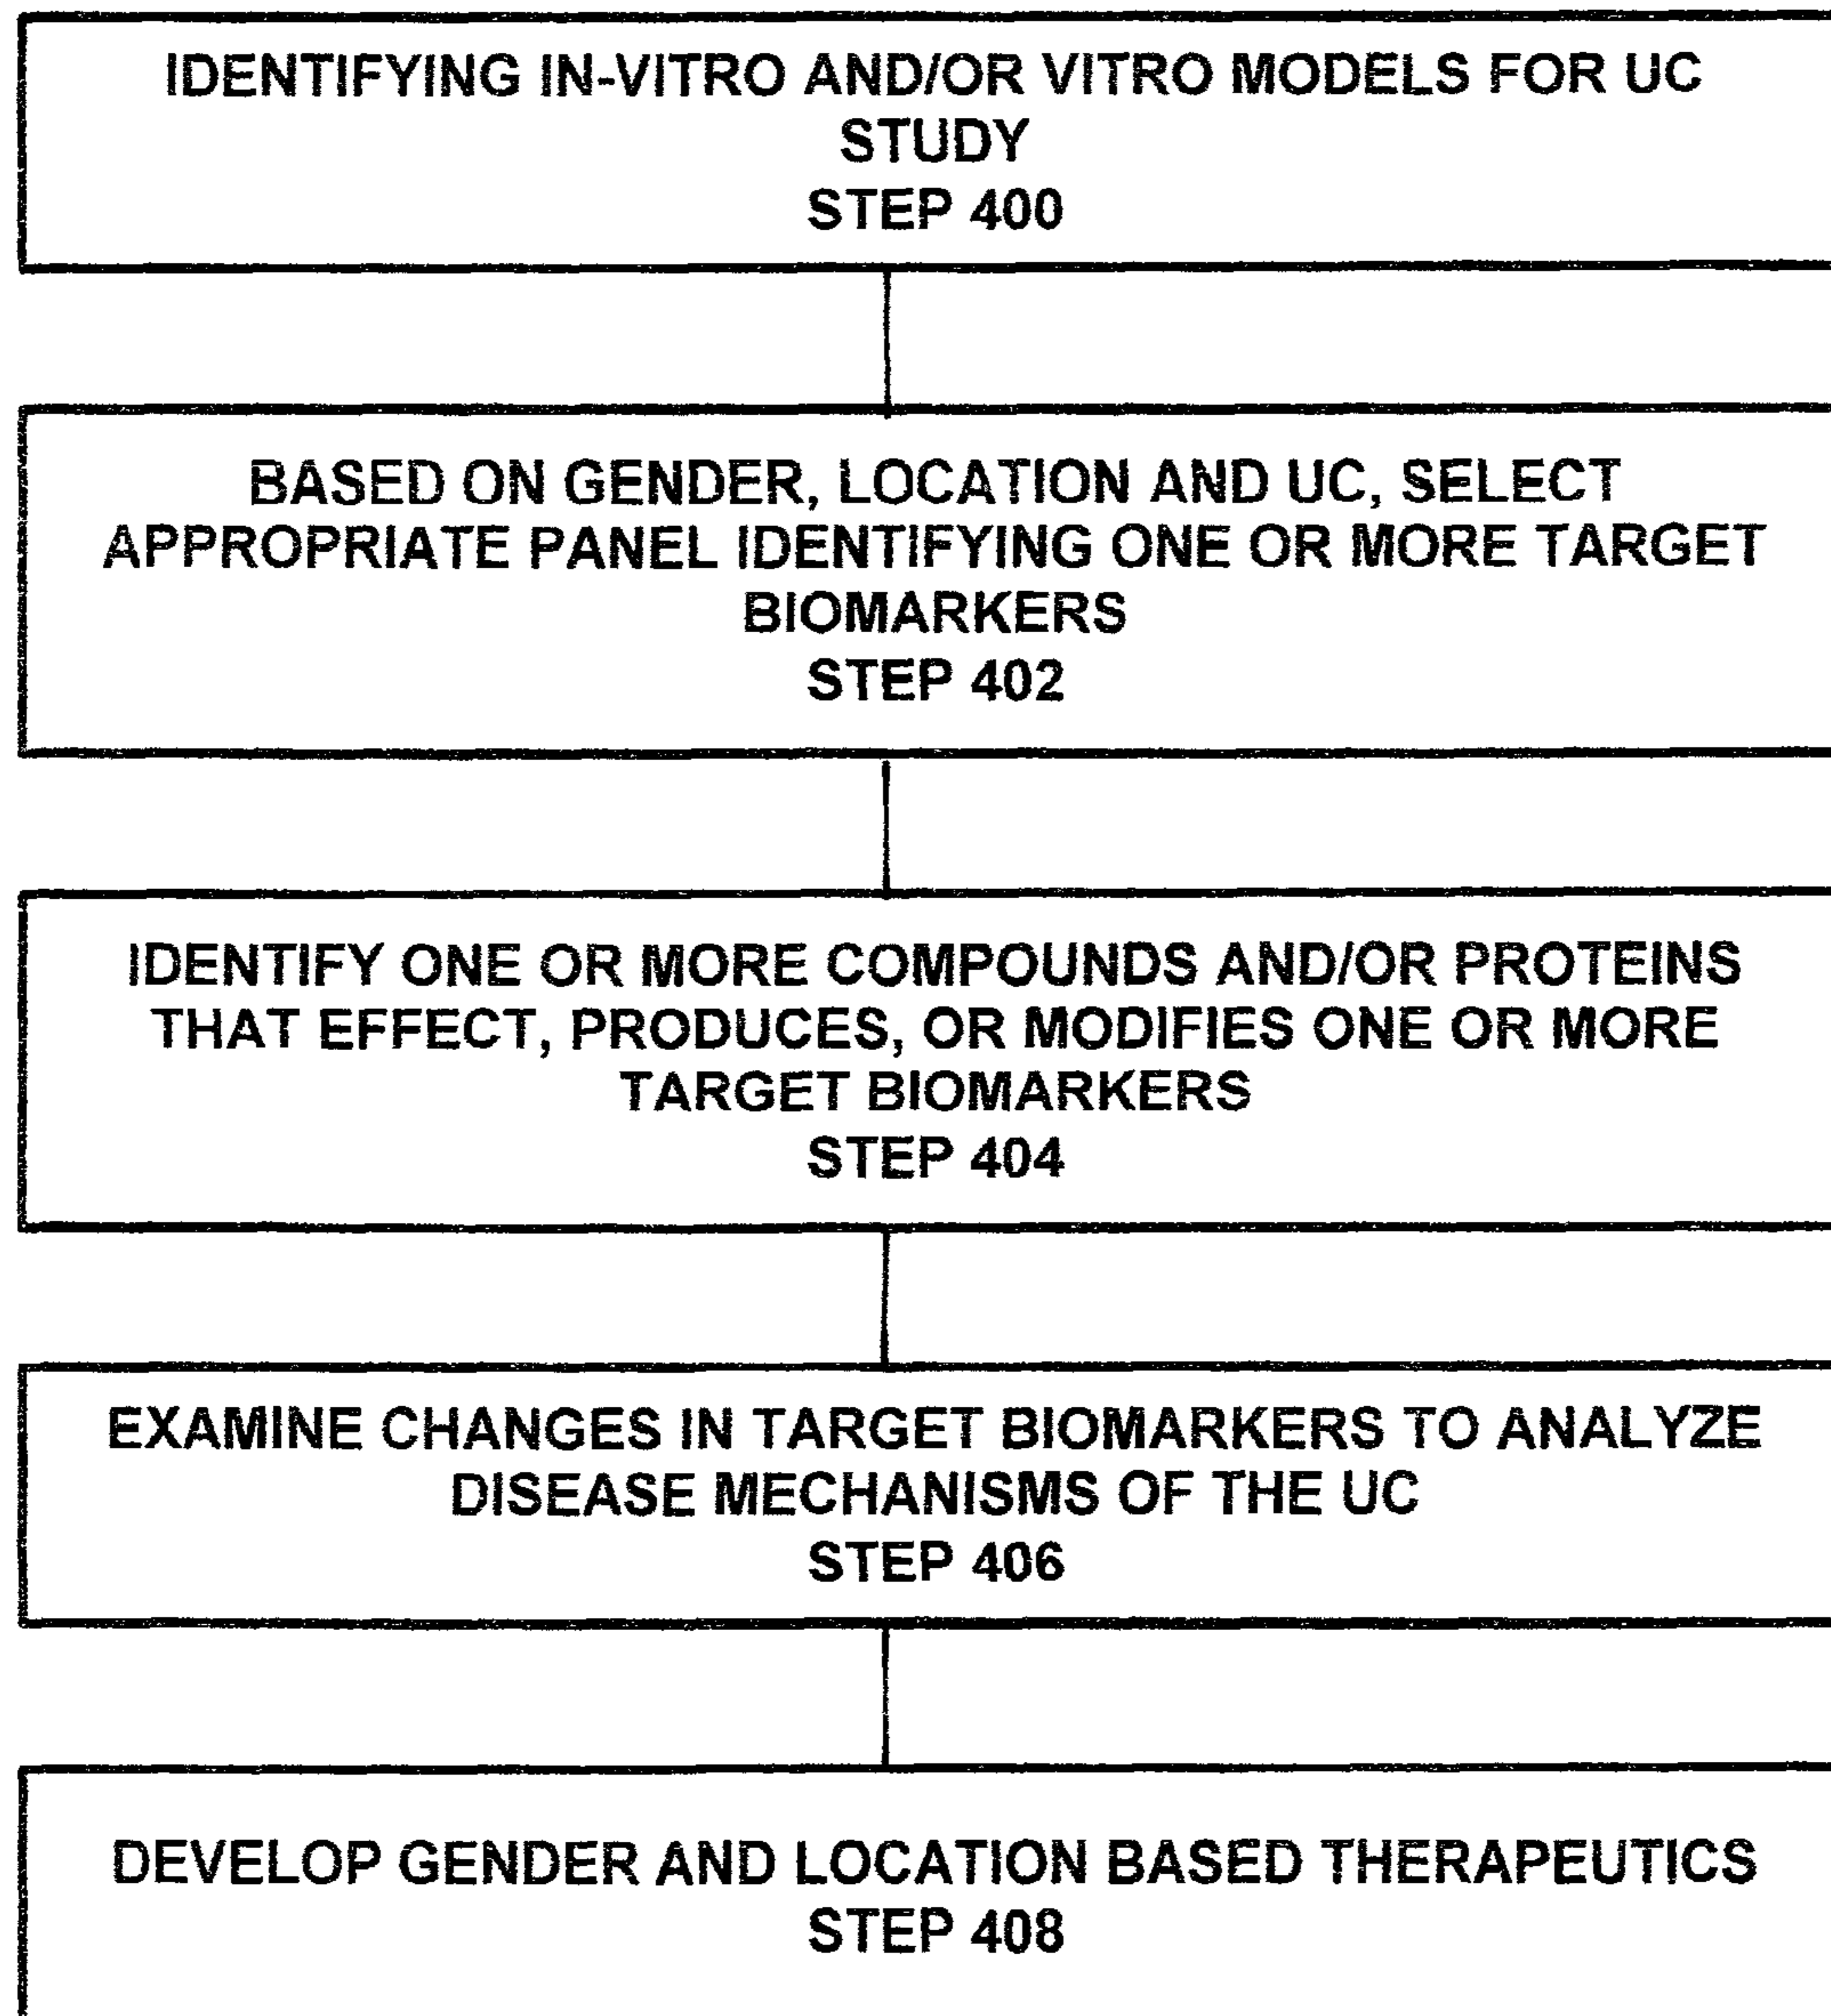 IDENTIFYING IN-VITRO AND/OR VITRO MODELS FOR UC
STUDY
STEP 400
BASED ON GENDER, LOCATION AND UC, SELECT
APPROPRIATE PANEL IDENTIFYING ONE OR MORE TARGET
BIOMARKERS
STEP 402
IDENTIFY ONE OR MORE COMPOUNDS AND/OR PROTEINS
THAT EFFECT, PRODUCES, OR MODIFIES ONE OR MORE
TARGET BIOMARKERS
STEP 404
EXAMINE CHANGES IN TARGET BIOMARKERS TO ANALYZE
DISEASE MECHANISMS OF THE UC
STEP 406
DEVELOP GENDER AND LOCATION BASED THERAPEUTICS
STEP 408